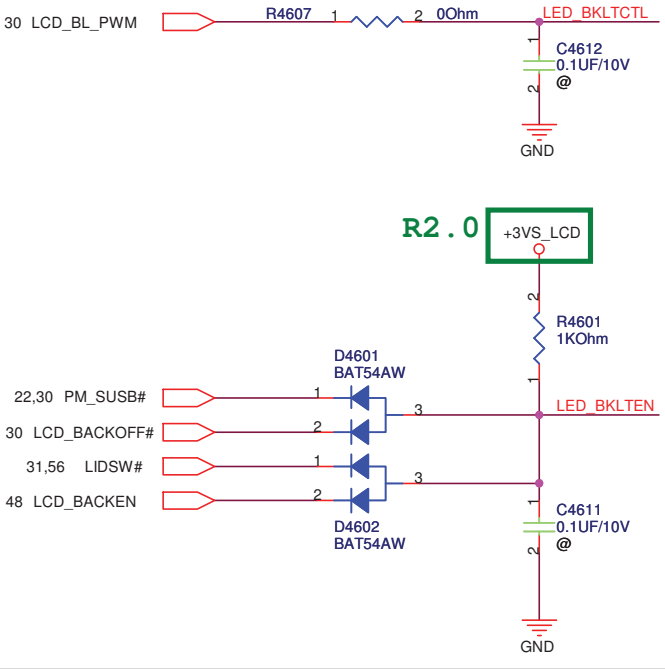 30 LCD_BL_PWM R4607 1 2 0Ohm LED_BKLTCTL
1 C4612
0.1UF/10V
2 @
GND
R2.0 +3VS_LCD
2
R4601
1KOhm
1
D4601
BAT54AW
22,30 PM_SUSB# 1
3 LED_BKLTEN
30 LCD_BACKOFF# 2
31,56 LIDSW# 1
3
48 LCD_BACKEN 2
1 C4611
D4602 0.1UF/10V
BAT54AW 2 @
GND